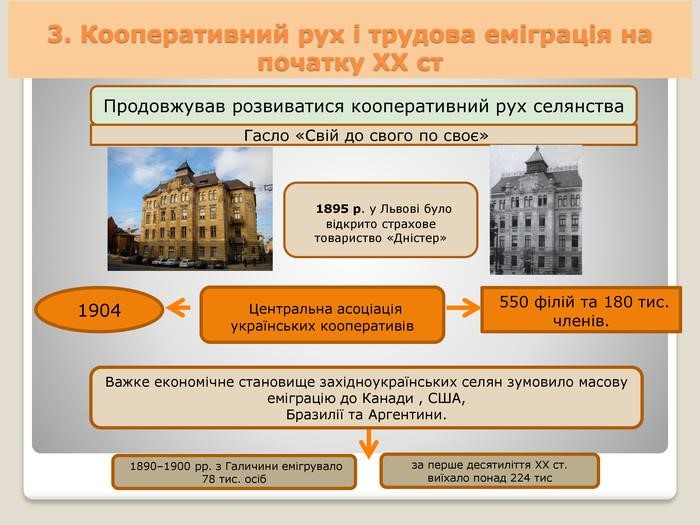 3. Кооперативний рух і трудова еміграція на
початку ХХ ст
Продовжував розвиватися кооперативний рух селянства
Гасло «Свій до свого по своє»
1895 р. у Львові було
відкрито страхове
товариство «Дністер»
1904
Центральна асоціація
українських кооперативів
550 філій та 180 тис.
членів.
Важке економічне становище західноукраїнських селян зумовило масову
еміграцію до Канади , США,
Бразилії та Аргентини.
1890–1900 рр. з Галичини емігрувало
78 тис. осіб
за перше десятиліття ХХ ст.
виїхало понад 224 тис